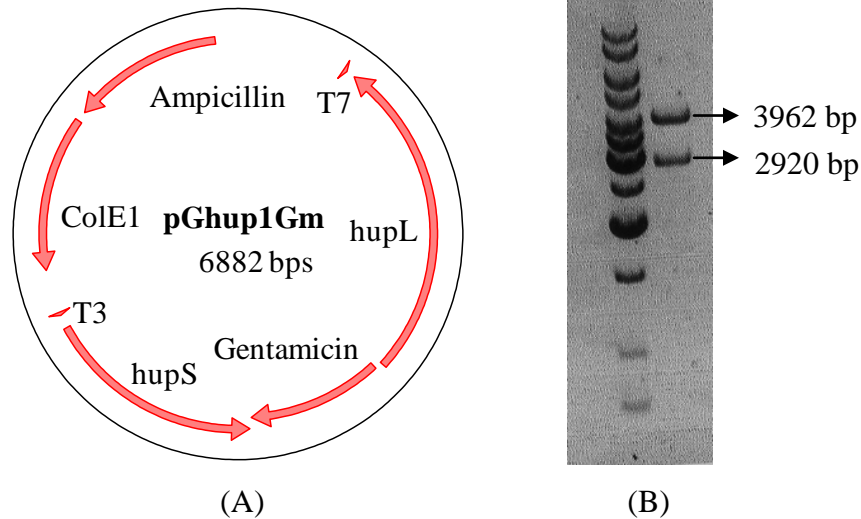 Ampicillin
T7
ColE1
pGhup1Gm
hupL
6882 bps
T3
Gentamicin
hupS
3962 bp
2920 bp
(A)
(B)